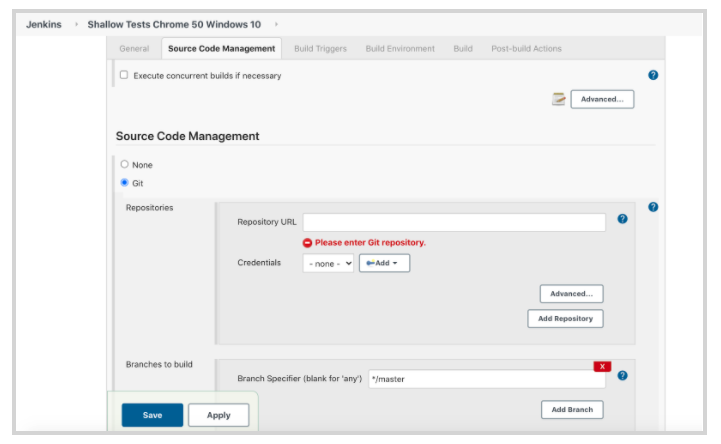 Jenkins Shallow Tests Chrome 50 Windows 10
General Source Code Management Build Triggers Build Environment Build Post-build Actions
Execute concurrent builds if necessary ?
Advanced...
Source Code Management
None
Git
Repositories ?
Repository URL ?
Please enter Git repository.
Credentials - none - Add
Advanced...
Add Repository
Branches to build X
Branch Specifier (blank for 'any') */master ?
Save Apply Add Branch